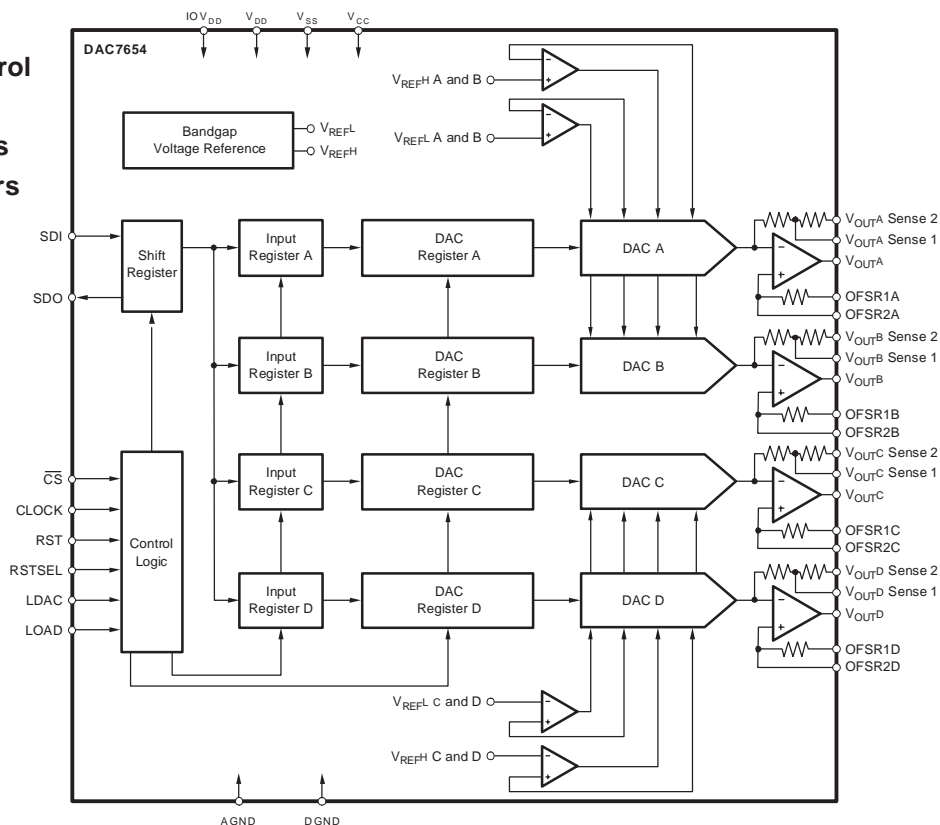 IOVDD VDD VSS VCC
DAC7654
rol
s
rs
VREFH A and B
VREFL A and B
Bandgap
Voltage Reference
VREFL
VREFH
SDI
SDO
Shift
Register
Input
Register A
DAC
Register A
DAC A
VOUTA Sense 2
VOUTA Sense 1
VOUTA
OFSR1A
OFSR2A
Input
Register B
DAC
Register B
DAC B
VOUTB Sense 2
VOUTB Sense 1
VOUTB
OFSR1B
OFSR2B
CS
CLOCK
RST
RSTSEL
LDAC
LOAD
Control
Logic
Input
Register C
DAC
Register C
DAC C
VOUTC Sense 2
VOUTC Sense 1
VOUTC
OFSR1C
OFSR2C
Input
Register D
DAC
Register D
DAC D
VOUTD Sense 2
VOUTD Sense 1
VOUTD
OFSR1D
OFSR2D
VREFL C and D
VREFH C and D
AGND DGND